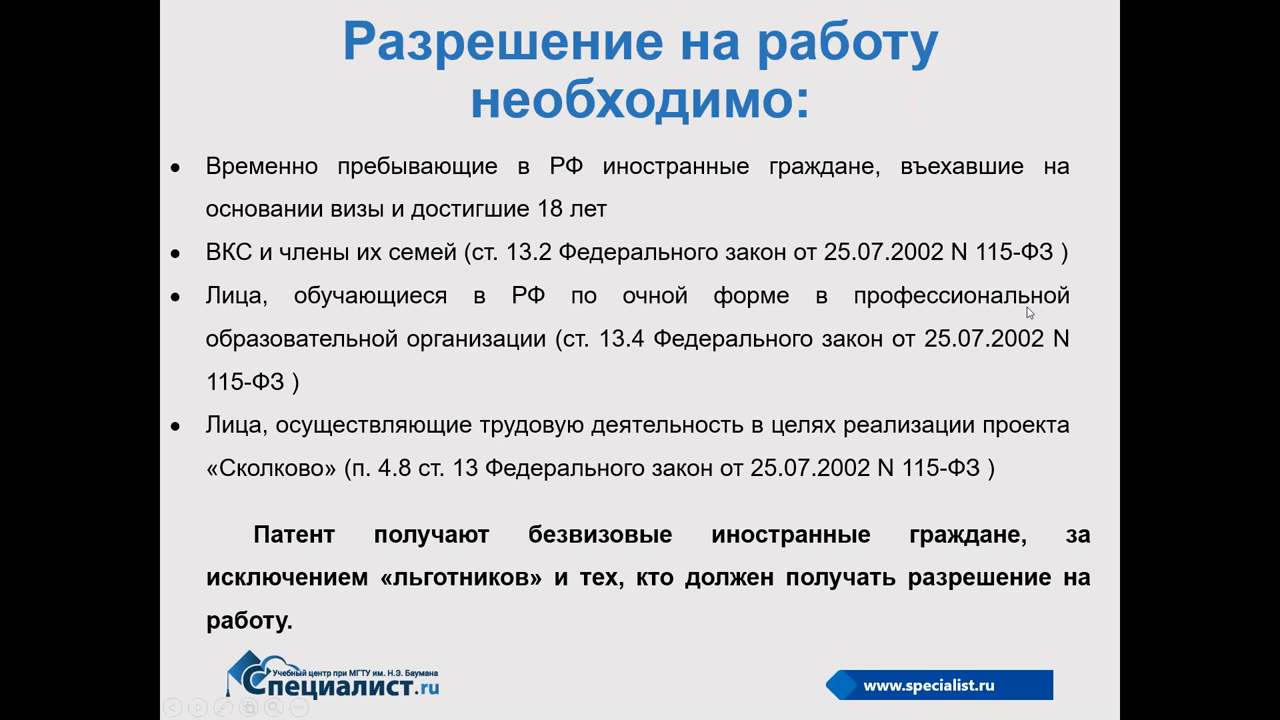 Разрешение на работу
необходимо:
• Временно пребывающие в РФ иностранные граждане, въехавшие на
основании визы и достигшие 18 лет
• ВКС и члены их семей (ст. 13.2 Федерального закон от 25.07.2002 N 115-ФЗ )
• Лица, обучающиеся в РФ по очной форме в профессиональной
образовательной организации (ст. 13.4 Федерального закон от 25.07.2002 N
115-ФЗ )
• Лица, осуществляющие трудовую деятельность в целях реализации проекта
«Сколково» (п. 4.8 ст. 13 Федерального закон от 25.07.2002 N 115-ФЗ )
Патент получают безвизовые иностранные граждане, за
исключением «льготников» и тех, кто должен получать разрешение на
работу.
Учебный центр при МГТУ им. Н.Э. Баумана
Специалист.ru
www.specialist.ru